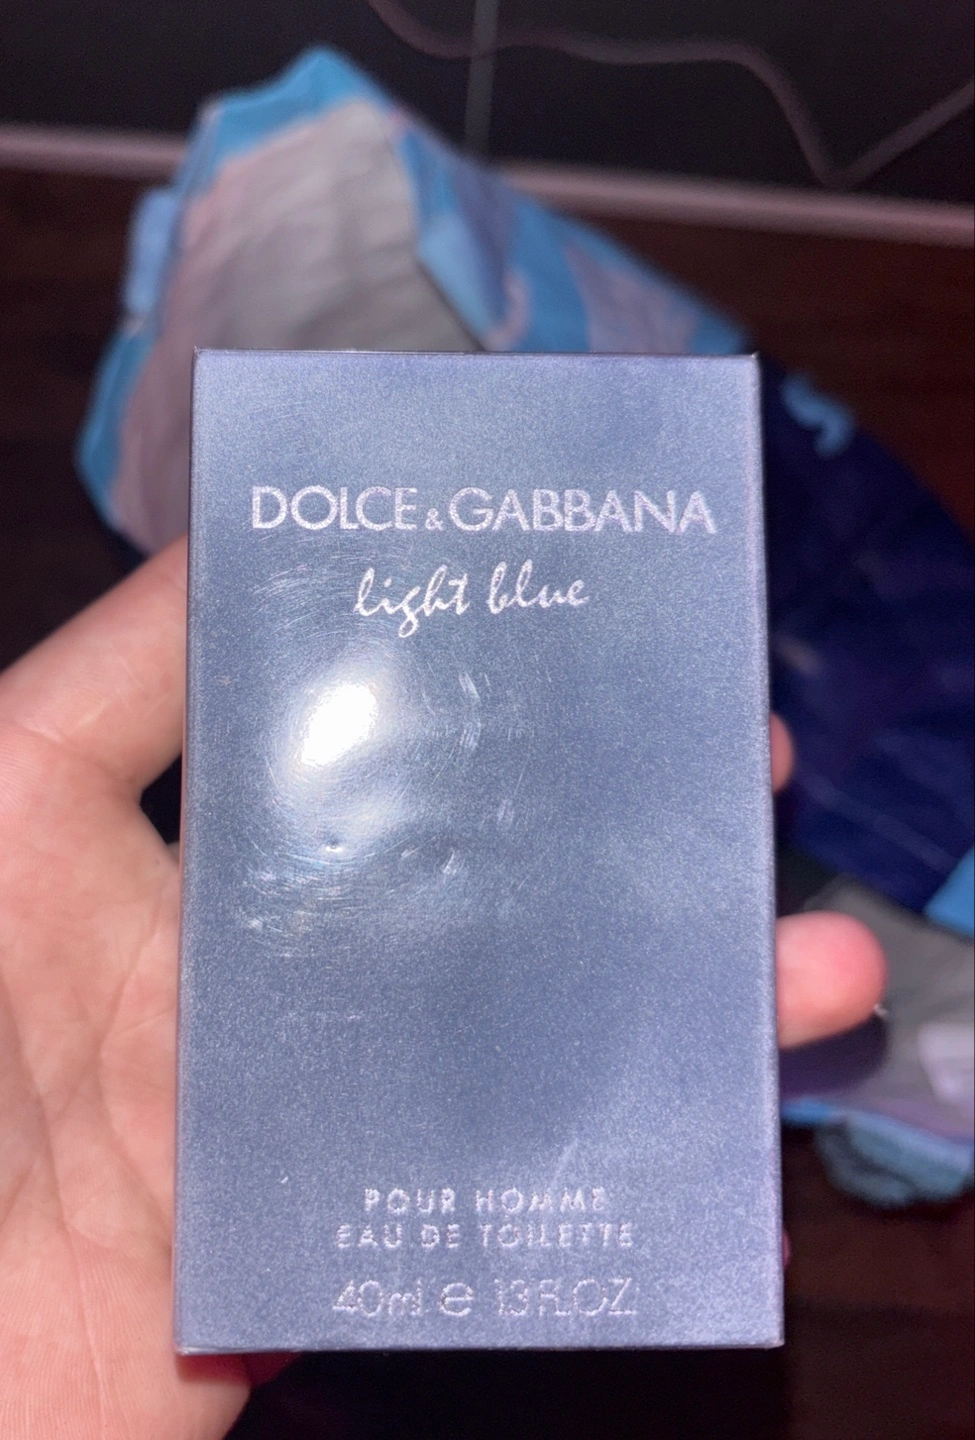 DOLCE&GABBANA
light blue
POUR HOMME
EAU DE TOILETTE
40ml e 1.3 FL.OZ.